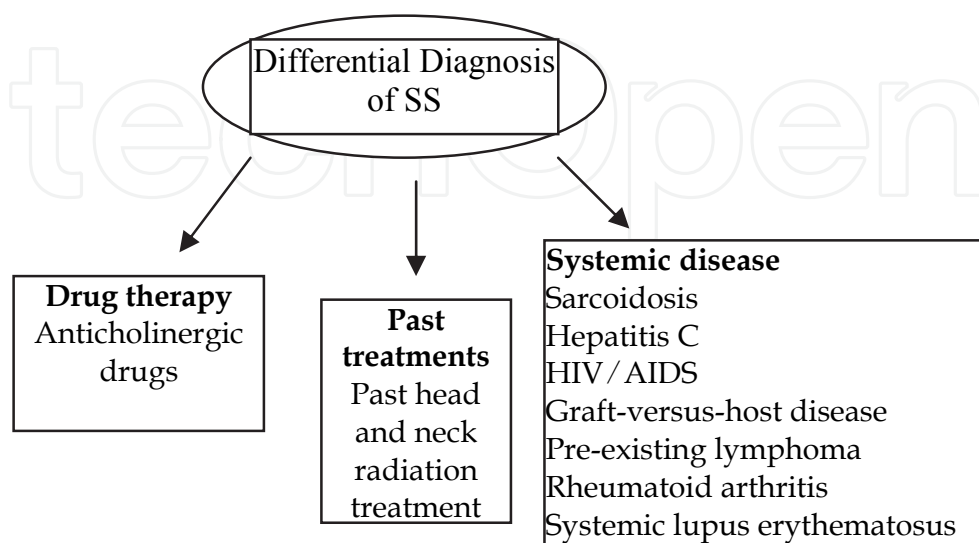 Differential Diagnosis
of SS
Drug therapy
Anticholinergic
drugs
Past
treatments
Past head
and neck
radiation
treatment
Systemic disease
Sarcoidosis
Hepatitis C
HIV/AIDS
Graft-versus-host disease
Pre-existing lymphoma
Rheumatoid arthritis
Systemic lupus erythematosus